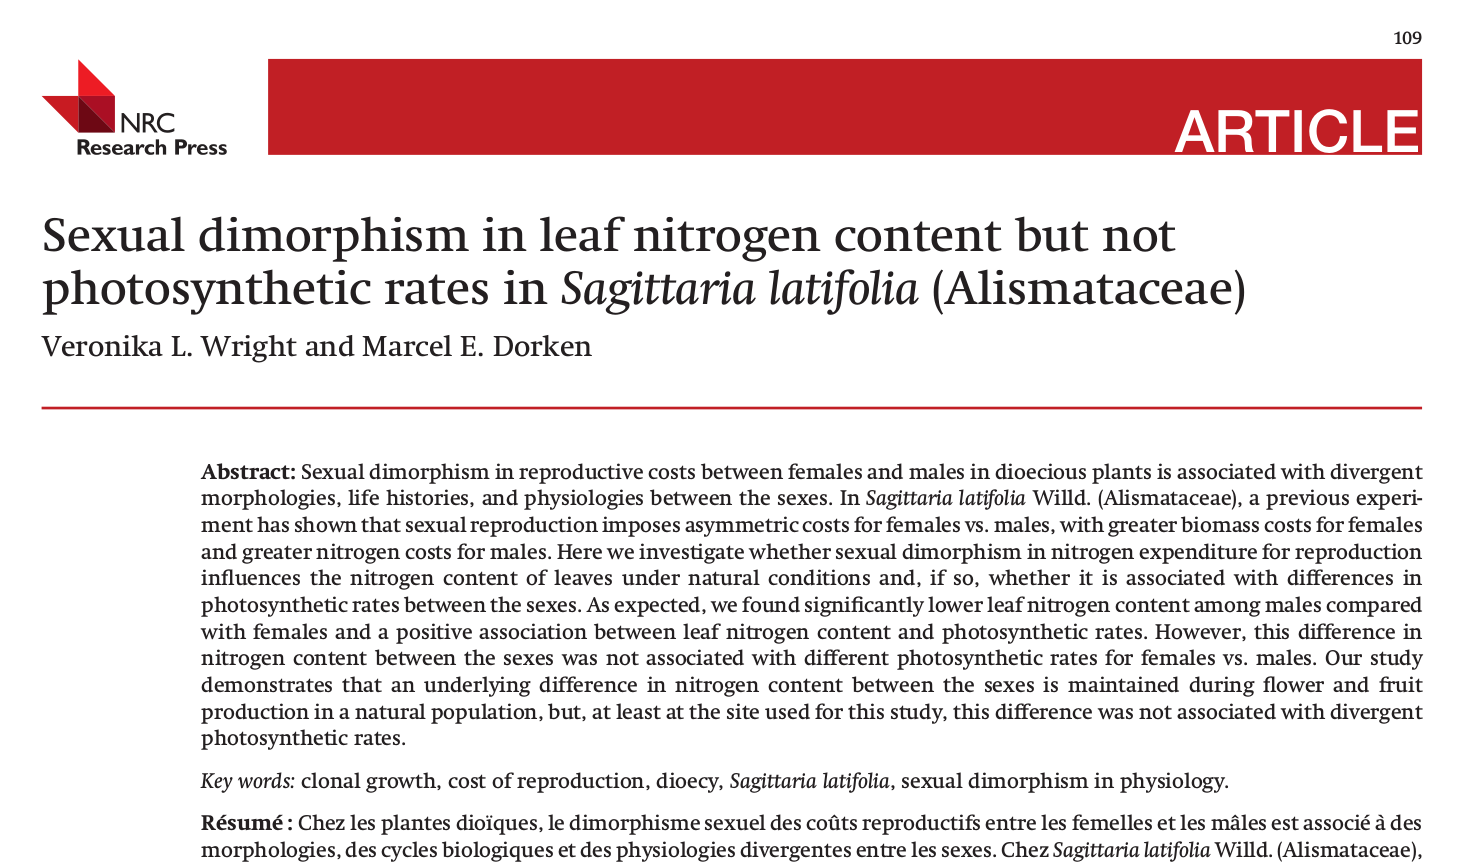 109
NRC
Research Press
ARTICLE
Sexual dimorphism in leaf nitrogen content but not
photosynthetic rates in Sagittaria latifolia (Alismataceae)
Veronika L. Wright and Marcel E. Dorken
Abstract: Sexual dimorphism in reproductive costs between females and males in dioecious plants is associated with divergent
morphologies, life histories, and physiologies between the sexes. In Sagittaria latifolia Willd. (Alismataceae), a previous experi-
ment has shown that sexual reproduction imposes asymmetric costs for females vs. males, with greater biomass costs for females
and greater nitrogen costs for males. Here we investigate whether sexual dimorphism in nitrogen expenditure for reproduction
influences the nitrogen content of leaves under natural conditions and, if so, whether it is associated with differences in
photosynthetic rates between the sexes. As expected, we found significantly lower leaf nitrogen content among males compared
with females and a positive association between leaf nitrogen content and photosynthetic rates. However, this difference in
nitrogen content between the sexes was not associated with different photosynthetic rates for females vs. males. Our study
demonstrates that an underlying difference in nitrogen content between the sexes is maintained during flower and fruit
production in a natural population, but, at least at the site used for this study, this difference was not associated with divergent
photosynthetic rates.
Key words: clonal growth, cost of reproduction, dioecy, Sagittaria latifolia, sexual dimorphism in physiology.
Résumé : Chez les plantes dioïques, le dimorphisme sexuel des coûts reproductifs entre les femelles et les mâles est associé à des
morphologies, des cycles biologiques et des physiologies divergentes entre les sexes. Chez Sagittaria latifolia Willd. (Alismataceae),